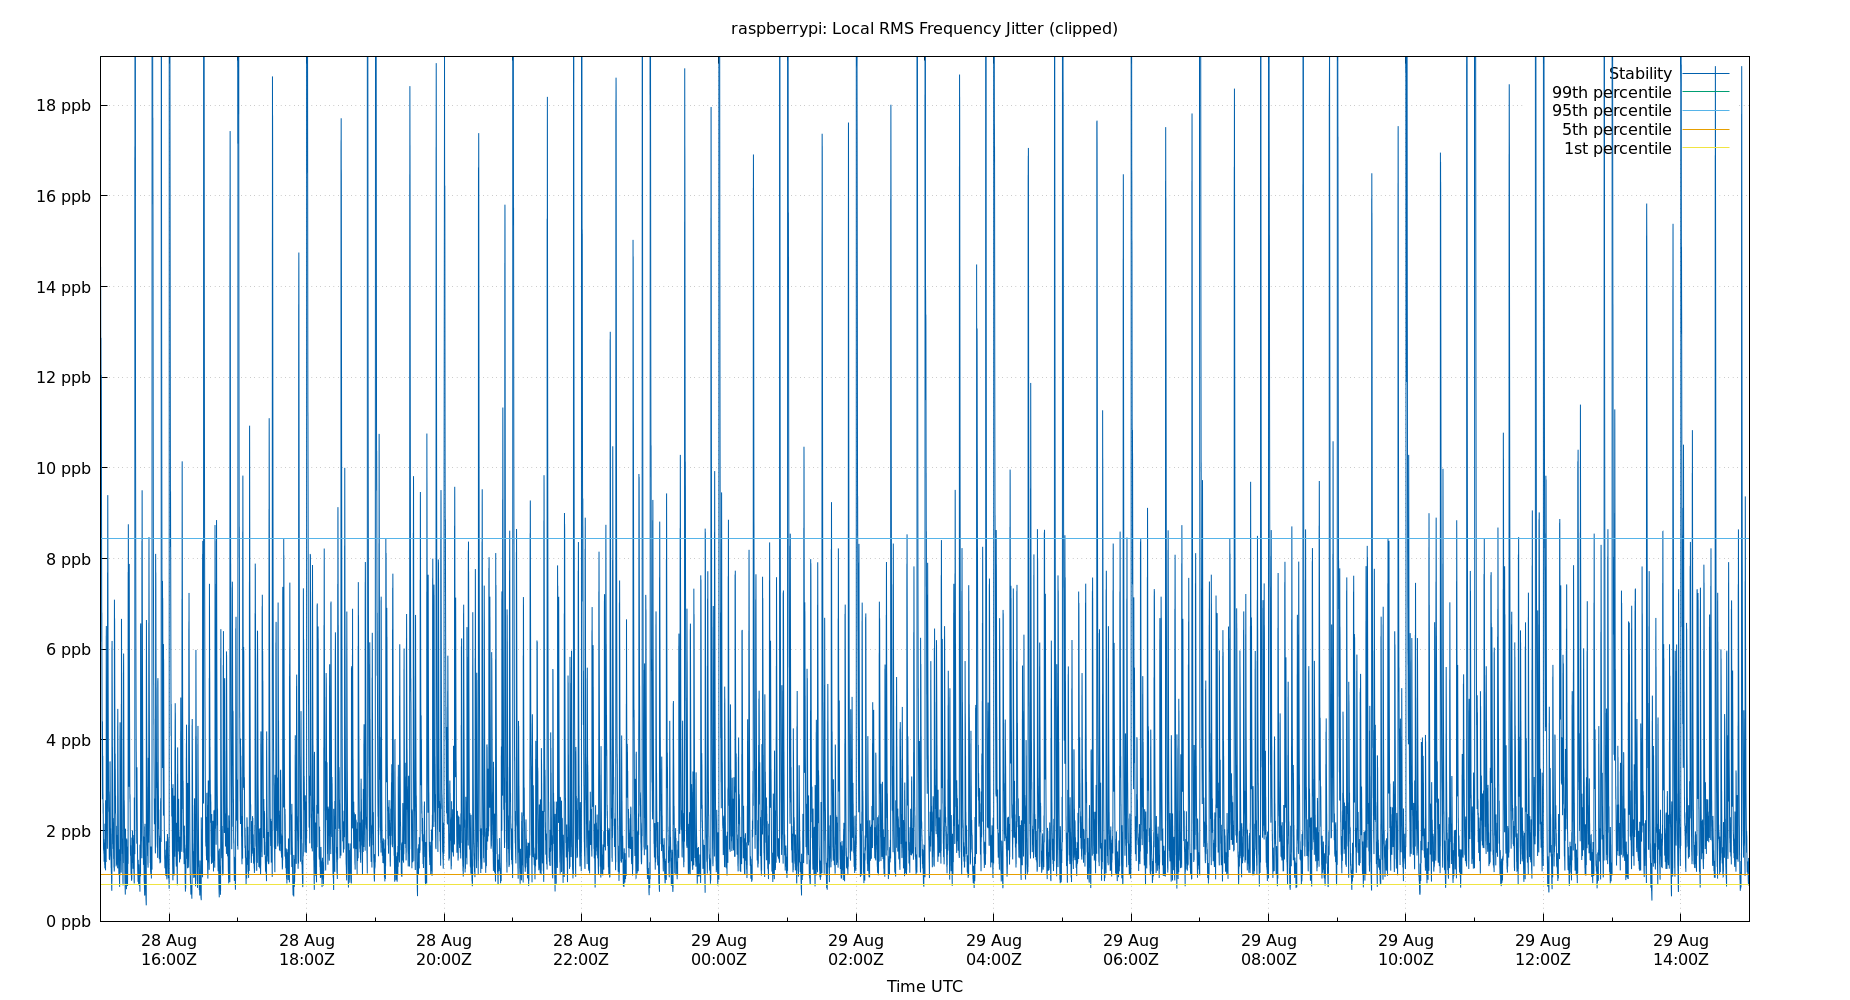 raspberrypi: Local RMS Frequency Jitter (clipped)
Stability
99th percentile
95th percentile
5th percentile
1st percentile
18 ppb
16 ppb
14 ppb
12 ppb
10 ppb
8 ppb
6 ppb
4 ppb
2 ppb
0 ppb
28 Aug 28 Aug 28 Aug 28 Aug 29 Aug 29 Aug 29 Aug 29 Aug 29 Aug 29 Aug 29 Aug 29 Aug
16:00Z 18:00Z 20:00Z 22:00Z 00:00Z 02:00Z 04:00Z 06:00Z 08:00Z 10:00Z 12:00Z 14:00Z
Time UTC